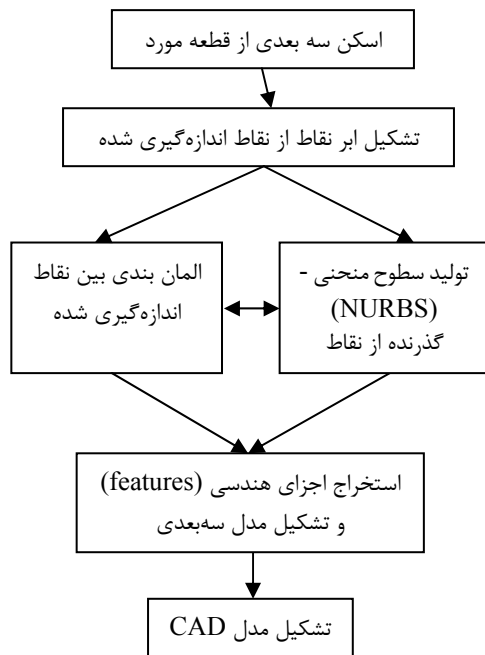 اسکن سه بعدی از قطعه مورد
تشکیل ابر نقاط از نقاط اندازه‌گیری شده
تولید سطوح منحنی -
(NURBS)
گذرنده از نقاط
المان بندی بین نقاط
اندازه‌گیری شده
استخراج اجزای هندسی (features)
و تشکیل مدل سه‌بعدی
تشکیل مدل CAD